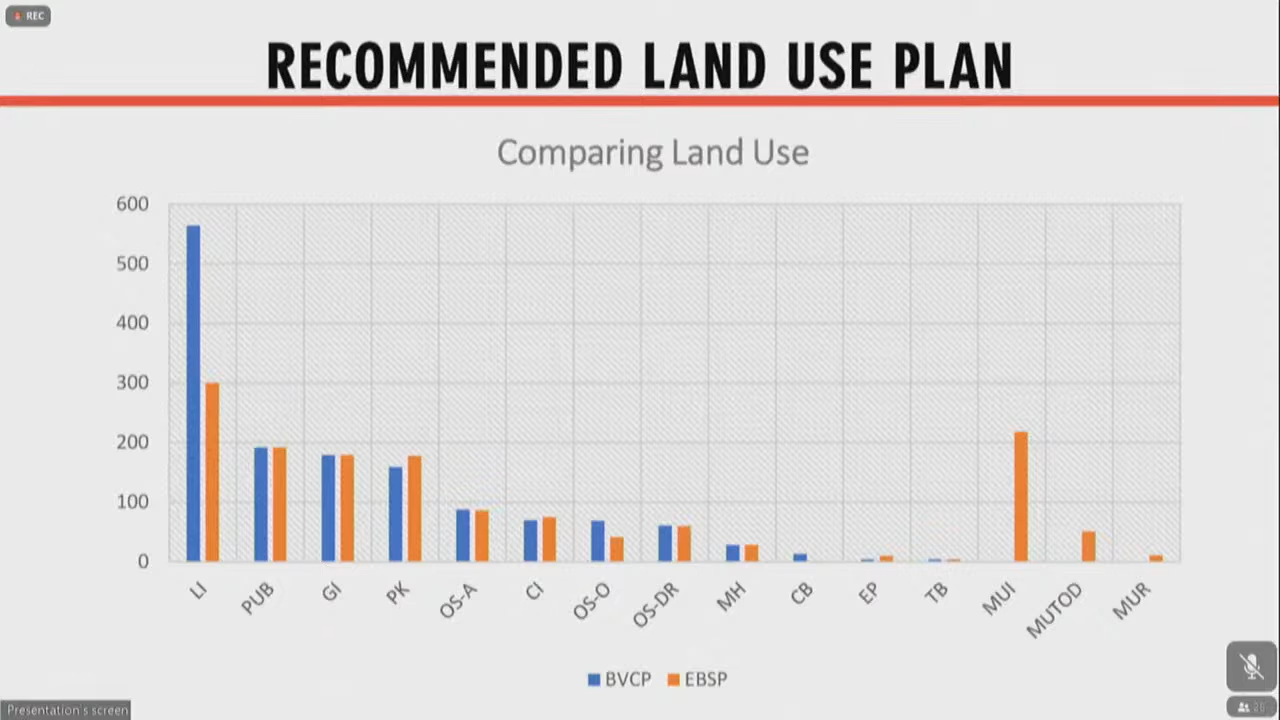 REC
RECOMMENDED LAND USE PLAN
Comparing Land Use
600
500
400
300
200
100
0
LI
PUB
GI
PK
OS-A
CI
OS-O
OS-DR
MH
CB
EP
TB
MUI
MUTOD
MUR
BVCP EBSP
Presentation's screen